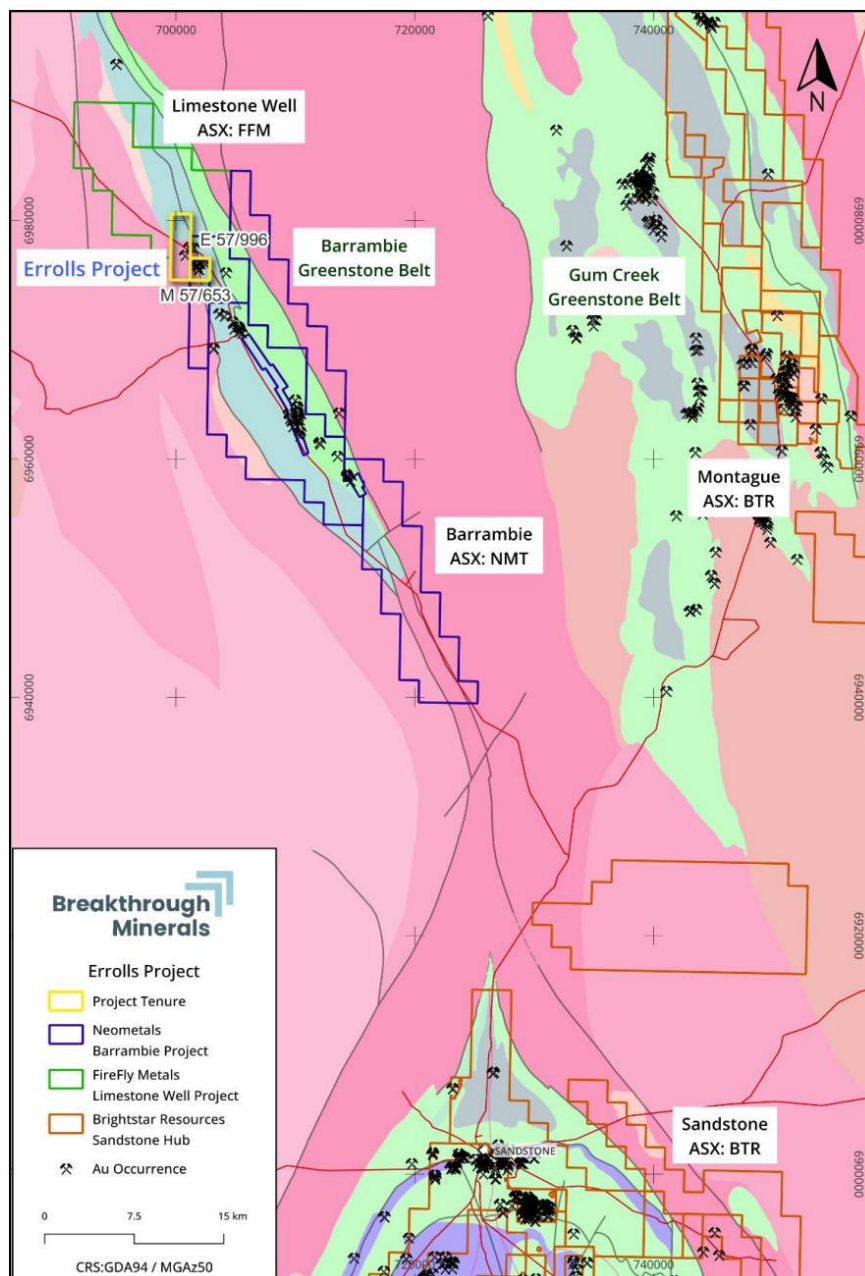 700000
720000
740000
Limestone Well
ASX: FFM
N
6980000
6980000
E 57/996
Errolls Project
M 57/653
Barrambie
Greenstone Belt
Gum Creek
Greenstone Belt
6960000
6960000
Montague
ASX: BTR
Barrambie
ASX: NMT
6940000
6940000
6920000
Breakthrough
Minerals
Errolls Project
Project Tenure
Neometals
Barrambie Project
FireFly Metals
Limestone Well Project
Brightstar Resources
Sandstone Hub
Au Occurrence
0
7.5
15 km
CRS:GDA94 / MGAz50
Sandstone
ASX: BTR
SANDSTONE
6900000
740000